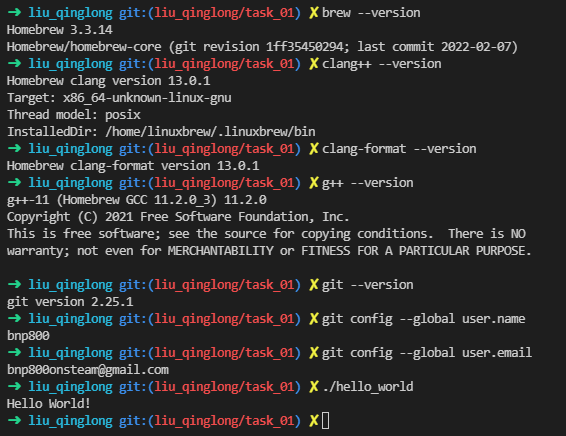 ➜ liu_qinglong git:(liu_qinglong/task_01) ✗ brew --version
Homebrew 3.3.14
Homebrew/homebrew-core (git revision 1ff35450294; last commit 2022-02-07)
➜ liu_qinglong git:(liu_qinglong/task_01) ✗ clang++ --version
Homebrew clang version 13.0.1
Target: x86_64-unknown-linux-gnu
Thread model: posix
InstalledDir: /home/linuxbrew/.linuxbrew/bin
➜ liu_qinglong git:(liu_qinglong/task_01) ✗ clang-format --version
Homebrew clang-format version 13.0.1
➜ liu_qinglong git:(liu_qinglong/task_01) ✗ g++ --version
g++-11 (Homebrew GCC 11.2.0_3) 11.2.0
Copyright (C) 2021 Free Software Foundation, Inc.
This is free software; see the source for copying conditions.  There is NO
warranty; not even for MERCHANTABILITY or FITNESS FOR A PARTICULAR PURPOSE.
➜ liu_qinglong git:(liu_qinglong/task_01) ✗ git --version
git version 2.25.1
➜ liu_qinglong git:(liu_qinglong/task_01) ✗ git config --global user.name
bnp800
➜ liu_qinglong git:(liu_qinglong/task_01) ✗ git config --global user.email
bnp800onsteam@gmail.com
➜ liu_qinglong git:(liu_qinglong/task_01) ✗ ./hello_world
Hello World!
➜ liu_qinglong git:(liu_qinglong/task_01) ✗